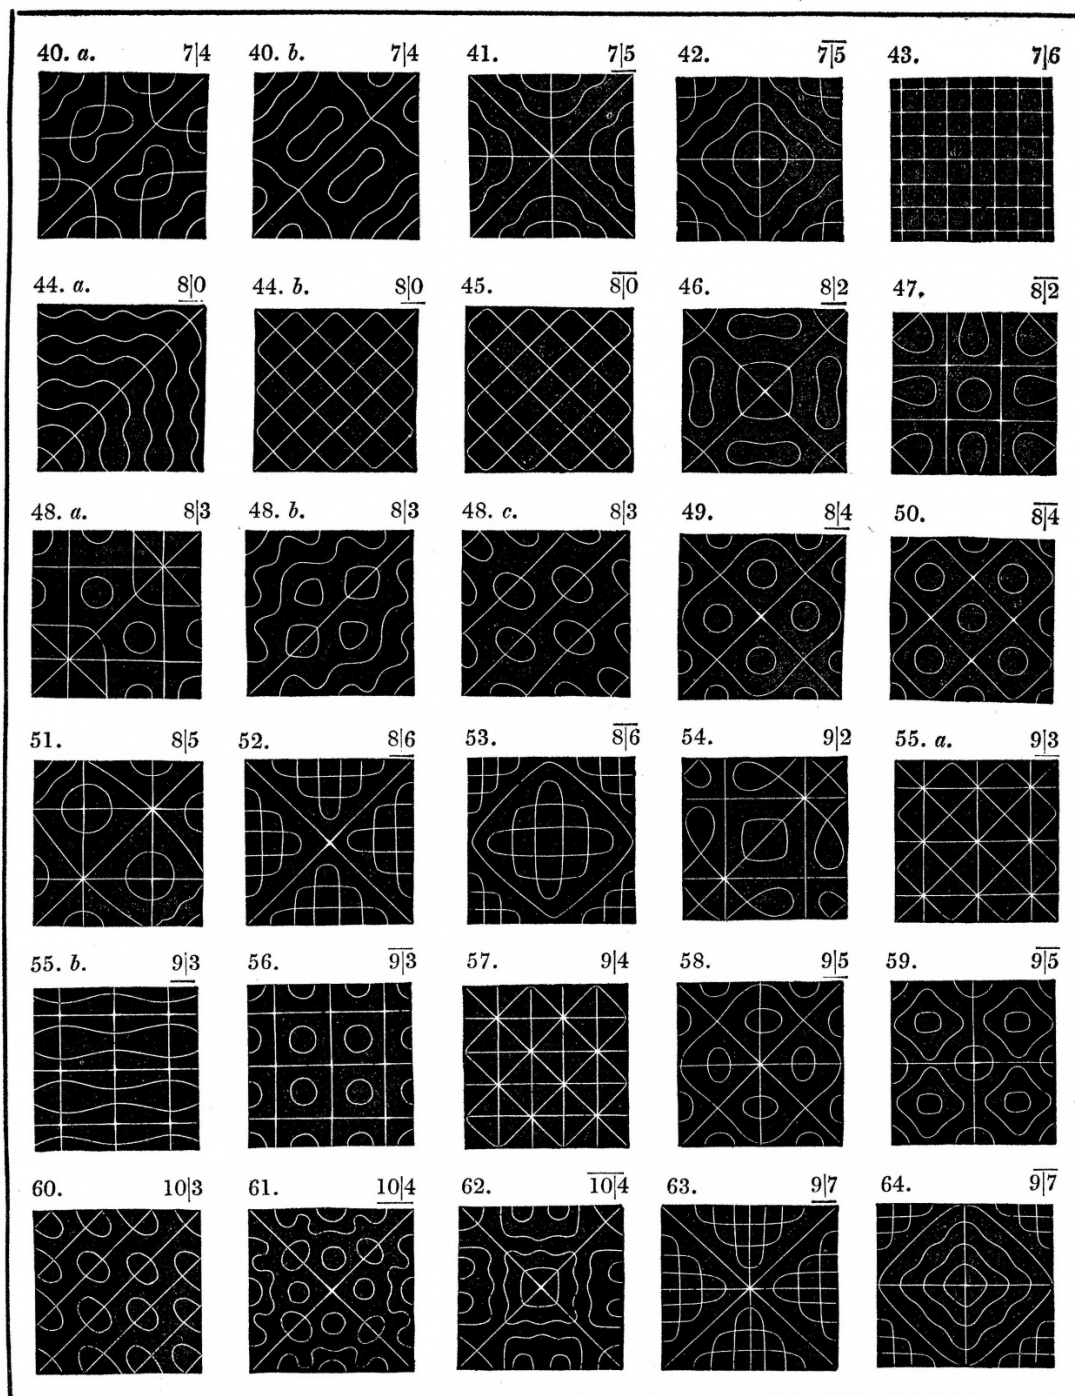 40. a. 7|4 40. b. 7|4 41. 7|5 42. 7|5 43. 7|6
44. a. 8|0 44. b. 8|0 45. 8|0 46. 8|2 47. 8|2
48. a. 8|3 48. b. 8|3 48. c. 8|3 49. 8|4 50. 8|4
51. 8|5 52. 8|6 53. 8|6 54. 9|2 55. a. 9|3
55. b. 9|3 56. 9|3 57. 9|4 58. 9|5 59. 9|5
60. 10|3 61. 10|4 62. 10|4 63. 9|7 64. 9|7